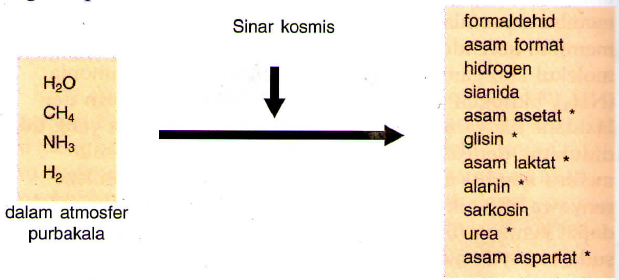 Sinar kosmis
H₂O
CH₄
NH₃
H₂
dalam atmosfer
purbakala
formaldehid
asam format
hidrogen
sianida
asam asetat *
glisin *
asam laktat *
alanin *
sarkosin
urea *
asam aspartat *